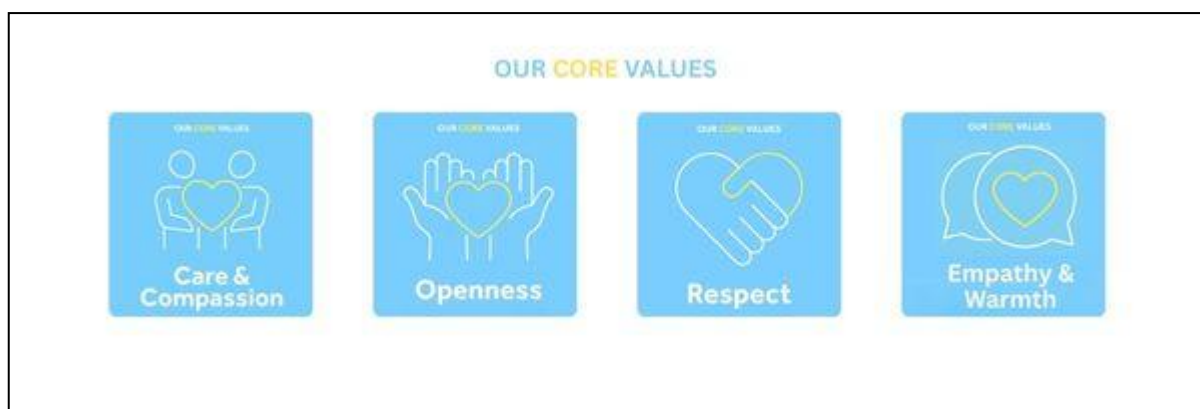 OUR CORE VALUES
OUR CORE VALUES
Care &
Compassion
OUR CORE VALUES
Openness
OUR CORE VALUES
Respect
OUR CORE VALUES
Empathy &
Warmth